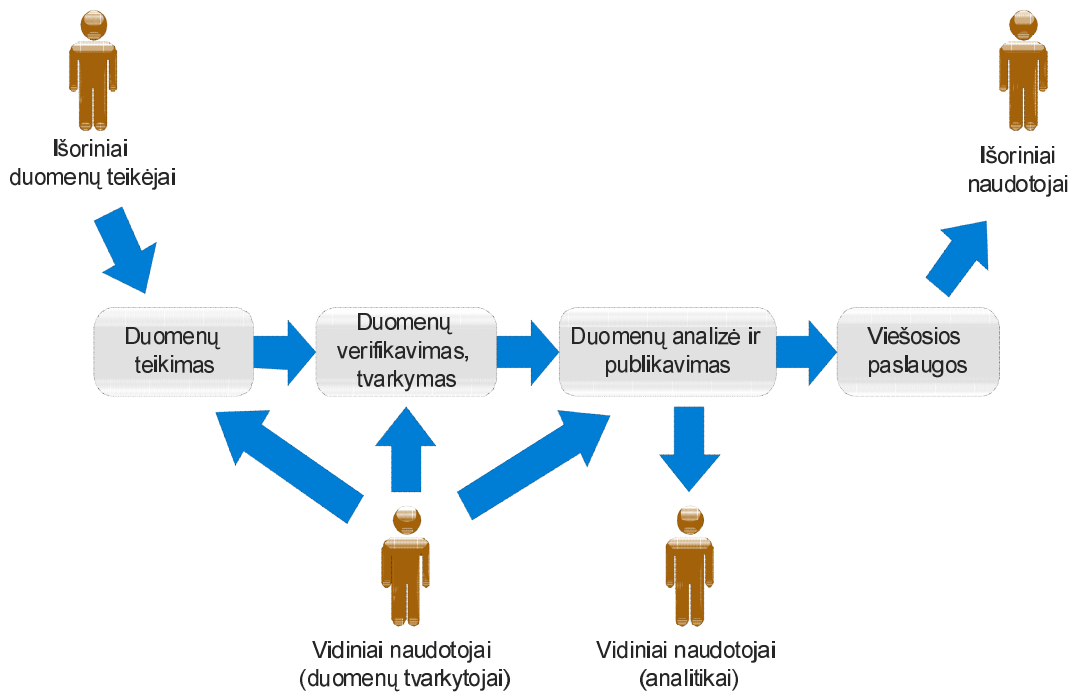 Išoriniai
duomenų teikėjai
Išoriniai
naudotojai
Duomenų
teikimas
Duomenų
verifikavimas,
tvarkymas
Duomenų analizė ir
publikavimas
Viešosios
paslaugos
Vidiniai naudotojai
(duomenų tvarkytojai)
Vidiniai naudotojai
(analitikai)